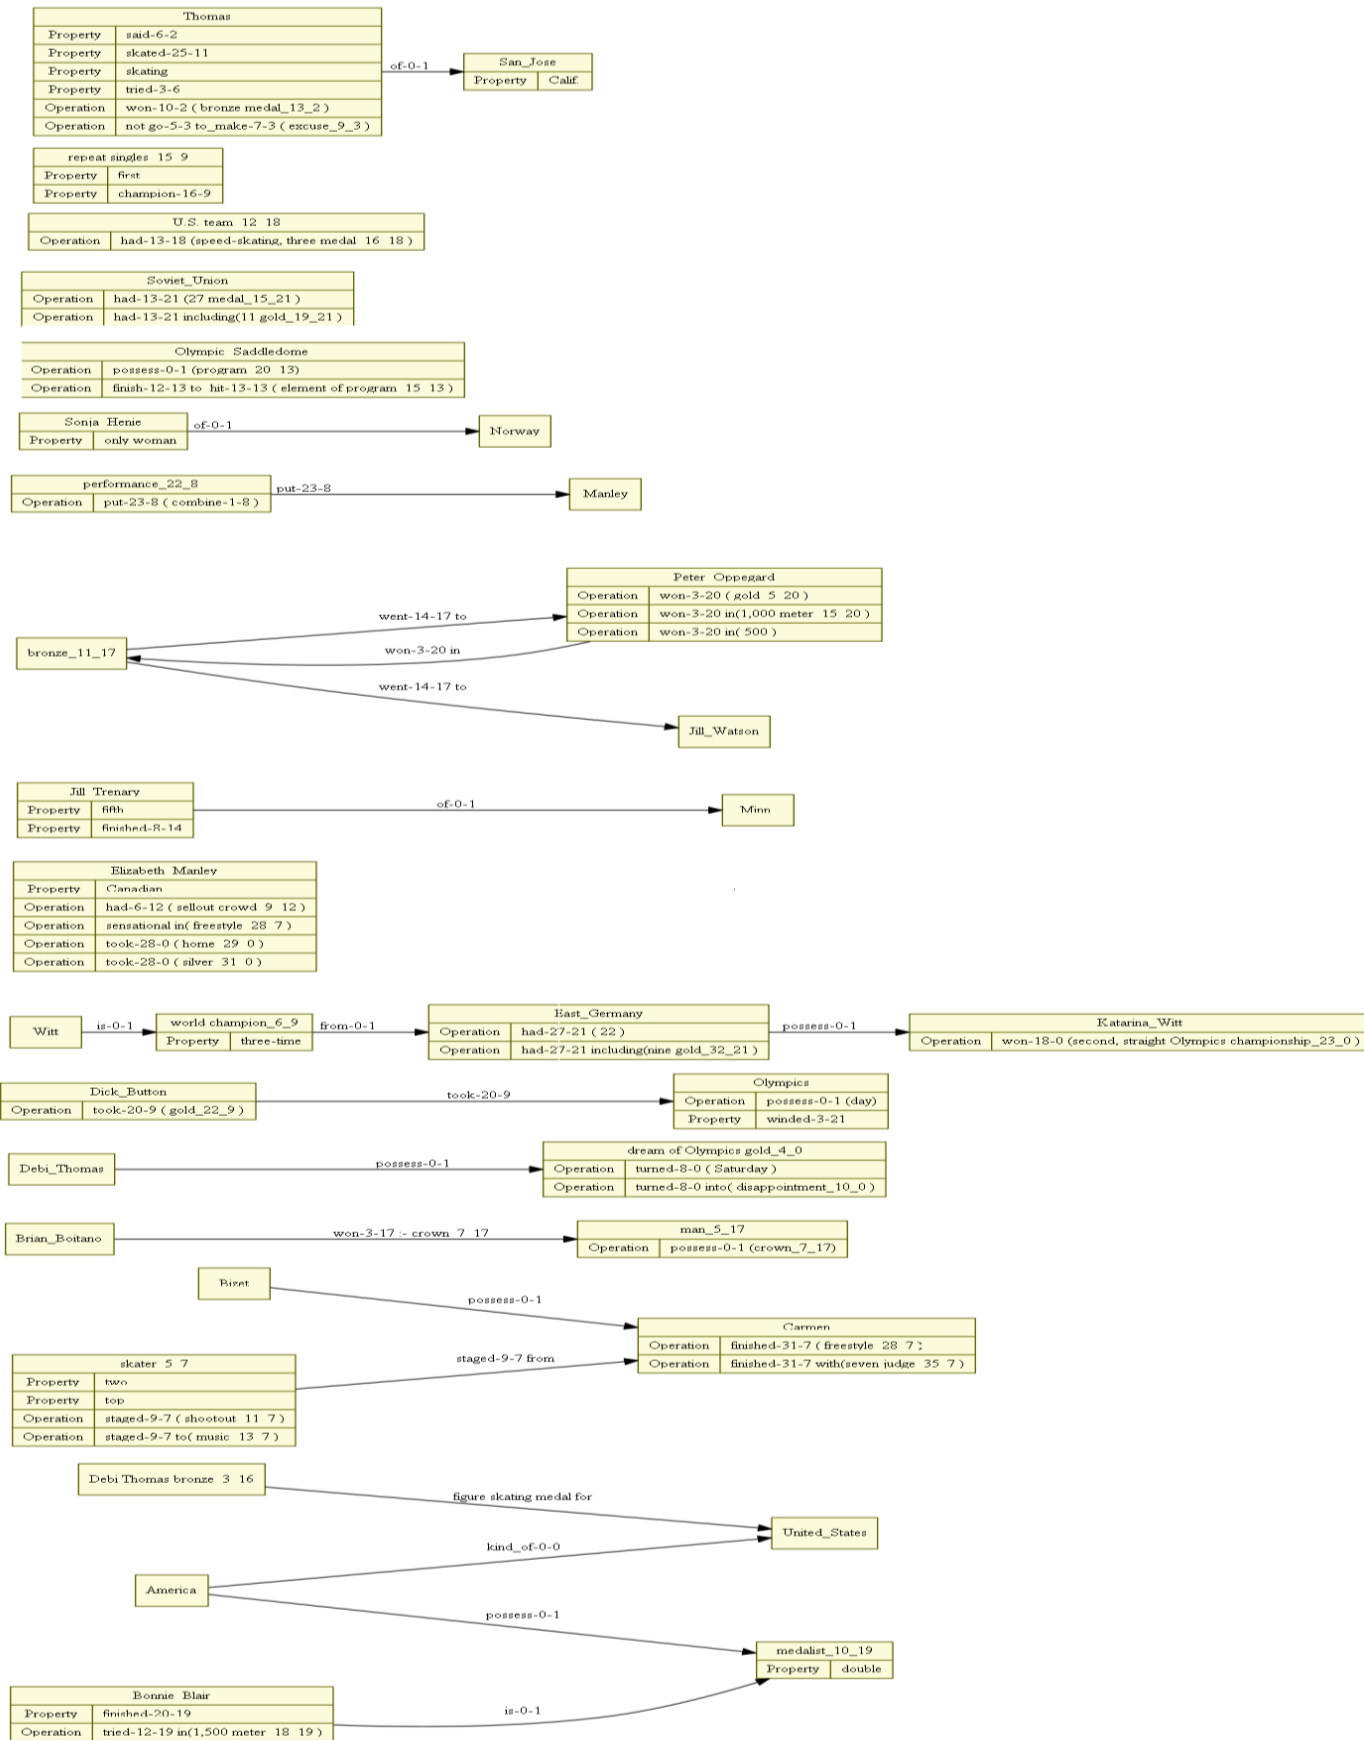 Thomas
Property said-6-2
Property skated-25-11
Property skating
Property tried-3-6
Operation won-10-2 ( bronze medal_13_2 )
Operation not go-5-3 to_make-7-3 ( excuse_9_3 )
of-0-1
San_Jose
Property Calif.
repeat singles 15 9
Property first
Property champion-16-9
U.S. team 12 18
Operation had-13-18 (speed-skating, three medal 16 18 )
Soviet_Union
Operation had-13-21 (27 medal_15_21 )
Operation had-13-21 including(11 gold_19_21 )
Olympic Saddledome
Operation possess-0-1 (program 20 13)
Operation finish-12-13 to hit-13-13 ( element of program 15 13 )
Sonja Henie
Property only woman
of-0-1
Norway
performance_22_8
Operation put-23-8 ( combine-1-8 )
put-23-8
Manley
Peter Oppegard
Operation won-3-20 ( gold 5 20 )
Operation won-3-20 in(1,000 meter 15 20 )
Operation won-3-20 in( 500 )
went-14-17 to
bronze_11_17
won-3-20 in
went-14-17 to
Jill_Watson
Jill Trenary
Property fifth
Property finished-8-14
of-0-1
Minn
Elizabeth Manley
Property Canadian
Operation had-6-12 ( sellout crowd 9 12 )
Operation sensational in( freestyle 28 7 )
Operation took-28-0 ( home 29 0 )
Operation took-28-0 ( silver 31 0 )
Witt
is-0-1
world champion_6_9
Property three-time
from-0-1
East_Germany
Operation had-27-21 ( 22 )
Operation had-27-21 including(nine gold_32_21 )
possess-0-1
Katarina_Witt
Operation won-18-0 (second, straight Olympics championship_23_0 )
Dick_Button
Operation took-20-9 ( gold_22_9 )
took-20-9
Olympics
Operation possess-0-1 (day)
Property winded-3-21
Debi_Thomas
possess-0-1
dream of Olympics gold_4_0
Operation turned-8-0 ( Saturday )
Operation turned-8-0 into( disappointment_10_0 )
Brian_Boitano
won-3-17 :- crown 7 17
man_5_17
Operation possess-0-1 (crown_7_17)
Bizet
possess-0-1
Carmen
Operation finished-31-7 ( freestyle 28 7 )
Operation finished-31-7 with(seven judge 35 7 )
skater 5 7
Property two
Property top
Operation staged-9-7 ( shootout 11 7 )
Operation staged-9-7 to( music 13 7 )
staged-9-7 from
Debi Thomas bronze 3 16
figure skating medal for
United_States
kind_of-0-0
America
possess-0-1
medalist_10_19
Property double
Bonnie Blair
Property finished-20-19
Operation tried-12-19 in(1,500 meter 18 19 )
is-0-1